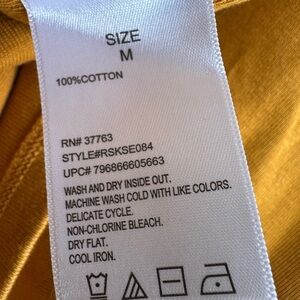 SIZE
M
100%COTTON
RN# 37763
STYLE#RSKSE084
UPC# 796866605663
WASH AND DRY INSIDE OUT.
MACHINE WASH COLD WITH LIKE COLORS.
DELICATE CYCLE.
NON-CHLORINE BLEACH.
DRY FLAT.
COOL IRON.